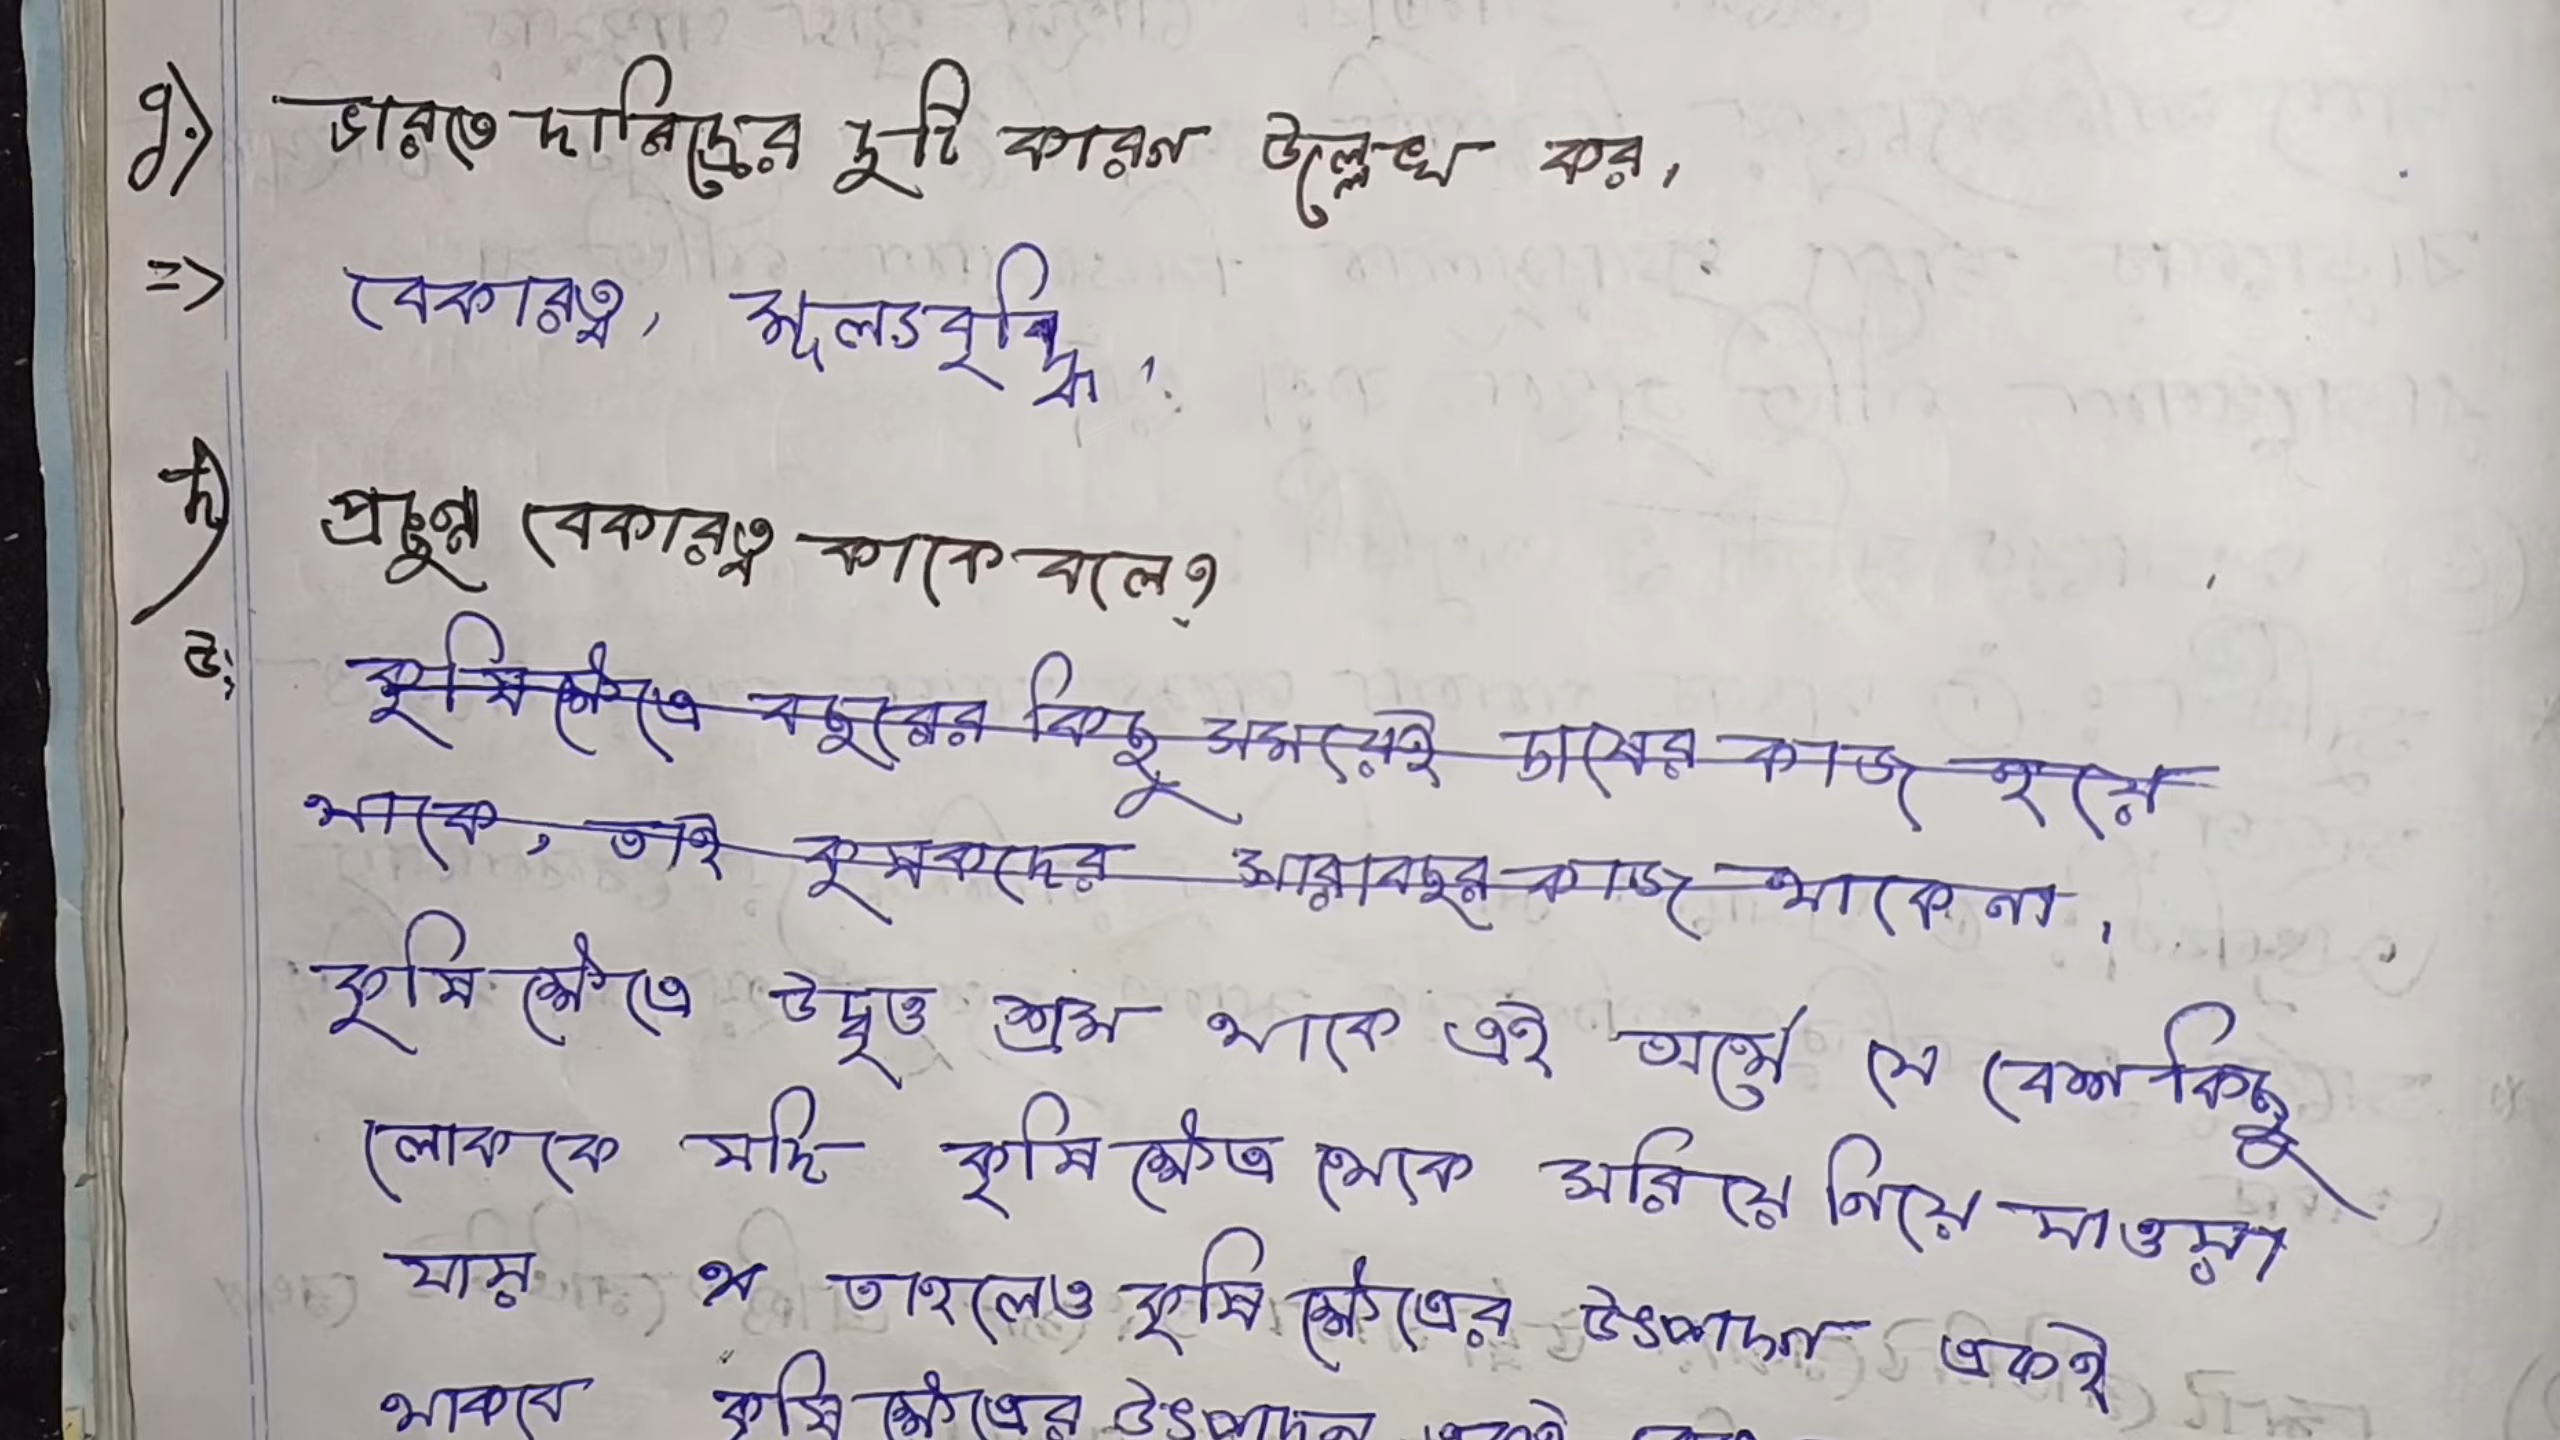 g.) ভারতে দারিদ্রের দুটি কারণ উল্লেখ কর,
=> বেকারত্ব, মূল্যবৃদ্ধি,
h) প্রচ্ছন্ন বেকারত্ব কাকে বলে?
উ: কৃষিক্ষেত্রে বছরের কিছু সময়েই চাষের কাজ হয়ে
থাকে, তাই কৃষকদের সারাবছর কাজ থাকে না,
কৃষিক্ষেত্রে উদ্বৃত্ত শ্রম থাকে এই অর্থে যে বেশ কিছু
লোককে যদি কৃষিক্ষেত্র থেকে সরিয়ে নিয়ে যাওয়া
যায় থ তাহলেও কৃষি ক্ষেত্রের উৎপাদন একই
থাকবে কৃষি ক্ষেত্রের উৎপাদন